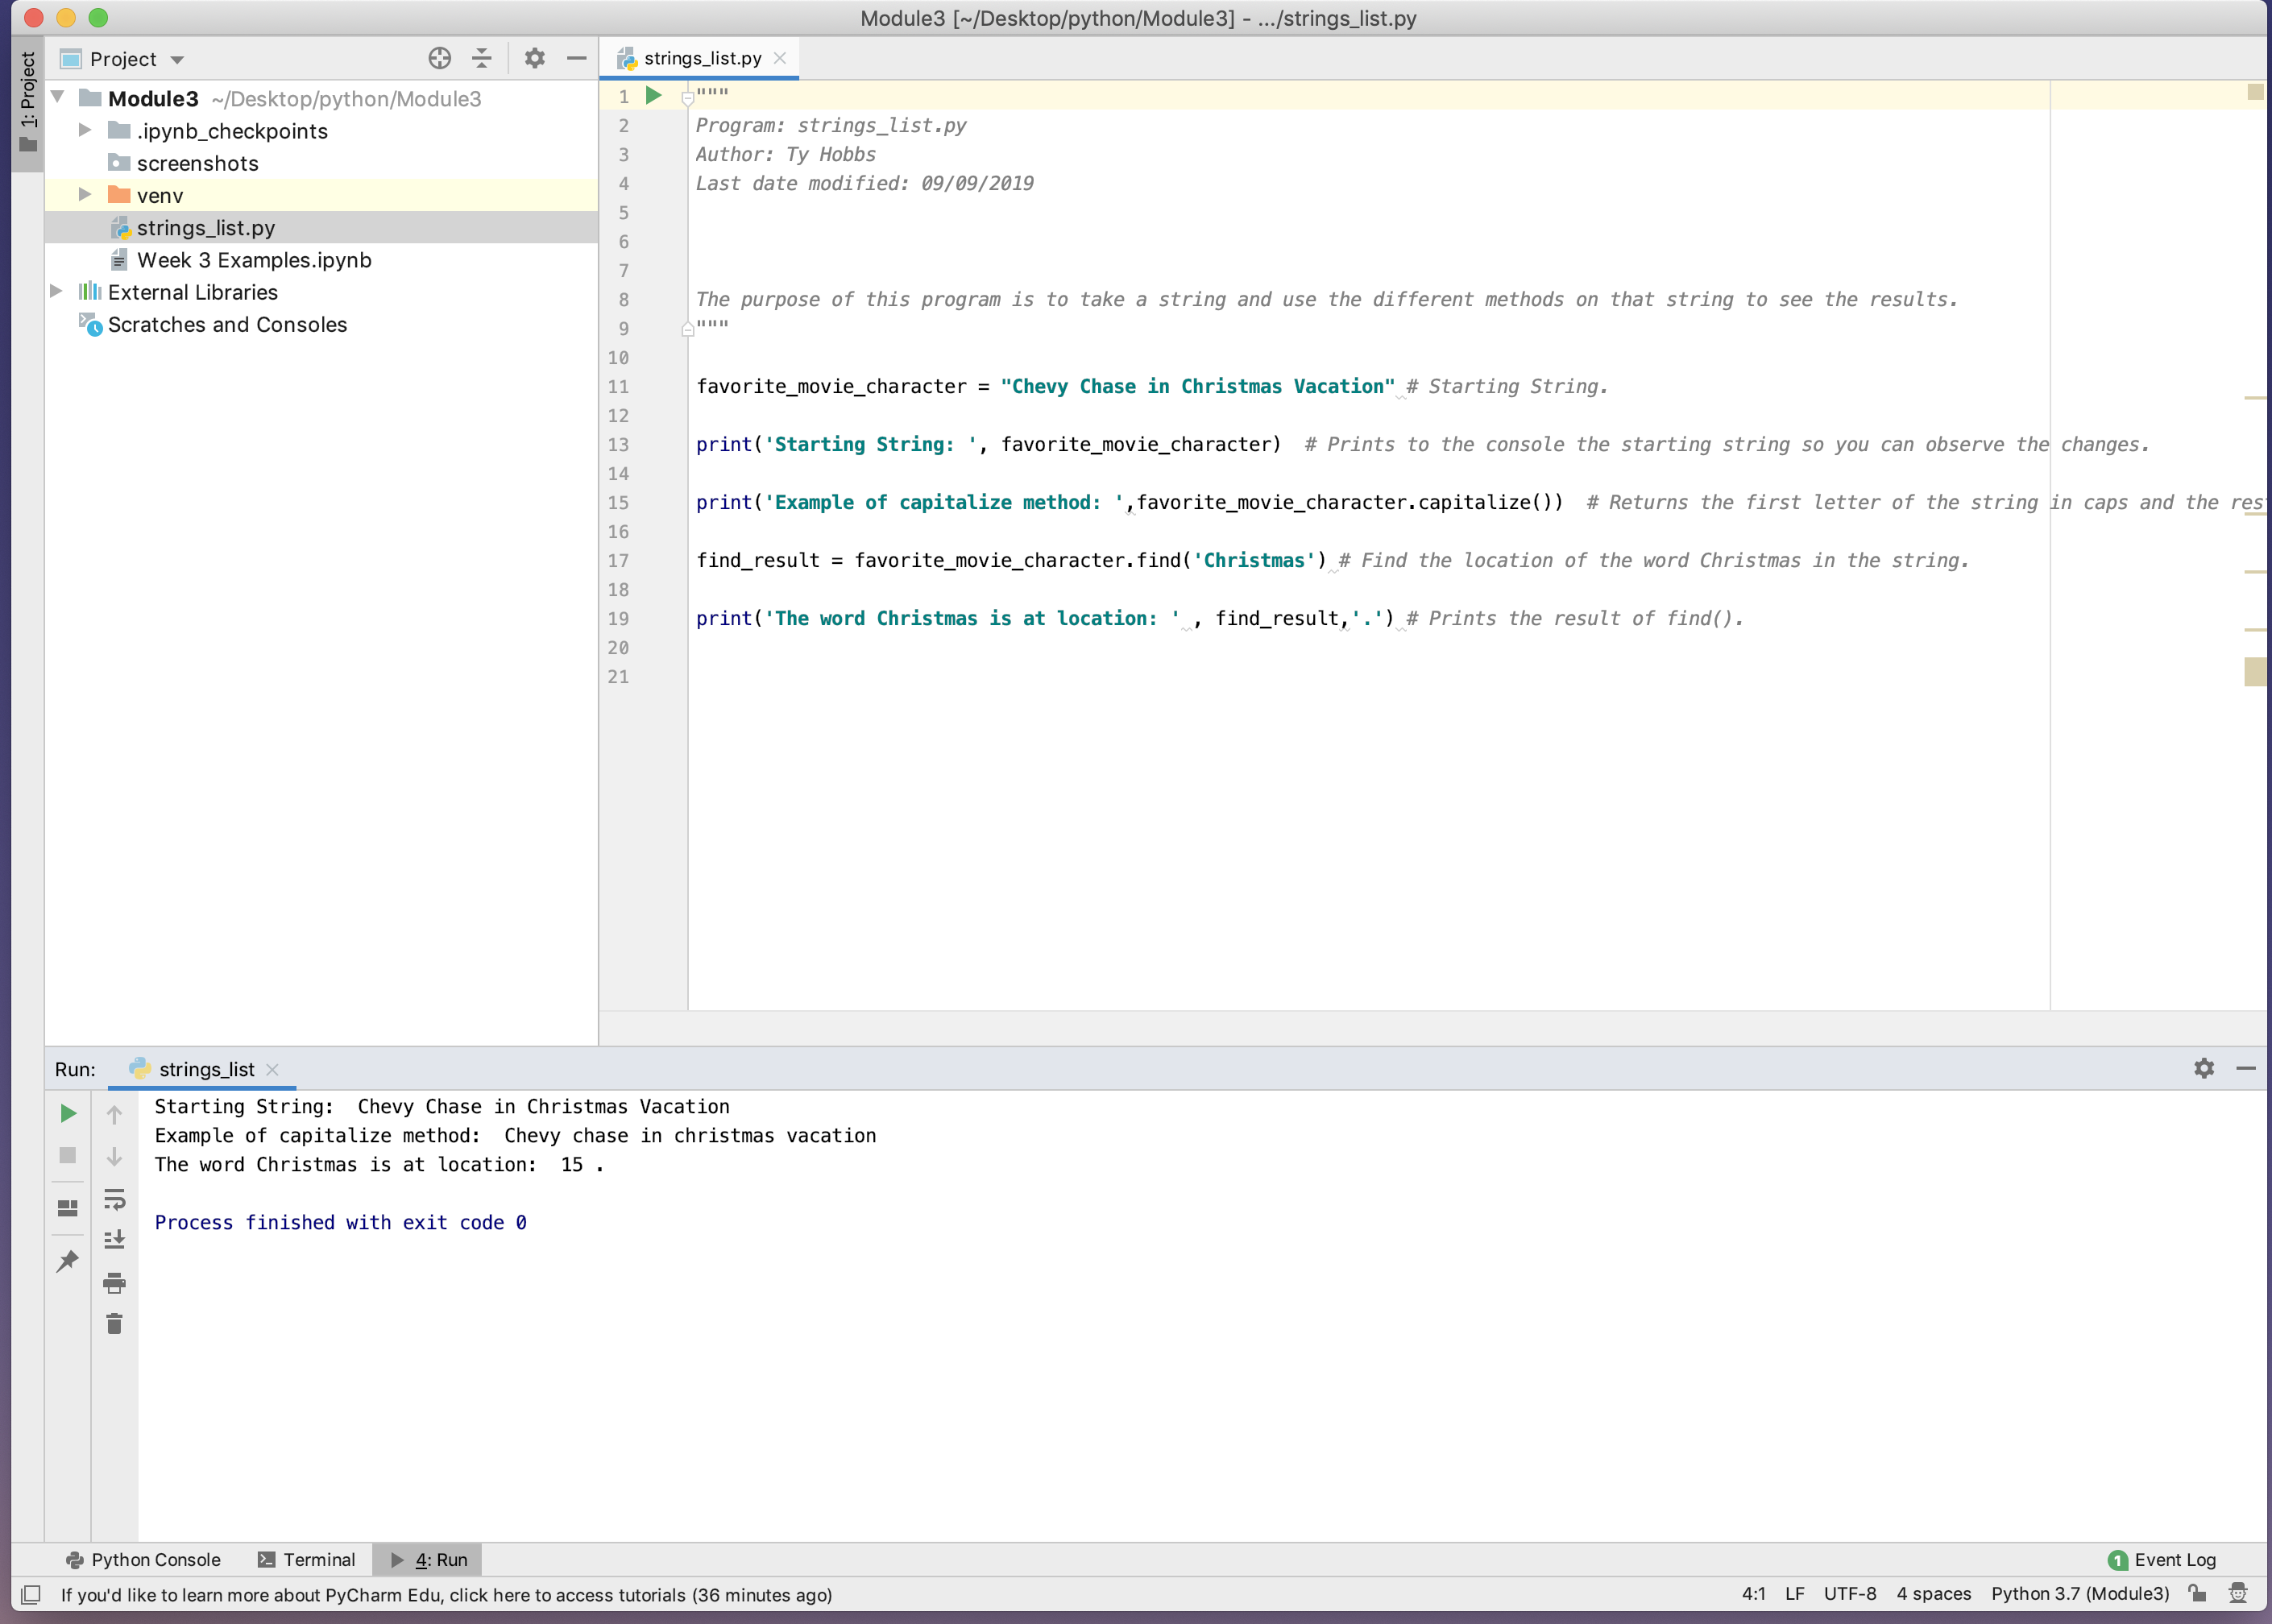 Module3 [~/Desktop/python/Module3] - .../strings_list.py
1: Project
Project
Module3 ~/Desktop/python/Module3
.ipynb_checkpoints
screenshots
venv
strings_list.py
Week 3 Examples.ipynb
External Libraries
Scratches and Consoles
strings_list.py
1 """
2 Program: strings_list.py
3 Author: Ty Hobbs
4 Last date modified: 09/09/2019
5
6
7
8 The purpose of this program is to take a string and use the different methods on that string to see the results.
9 """
10
11 favorite_movie_character = "Chevy Chase in Christmas Vacation" # Starting String.
12
13 print('Starting String: ', favorite_movie_character)  # Prints to the console the starting string so you can observe the changes.
14
15 print('Example of capitalize method: ',favorite_movie_character.capitalize())  # Returns the first letter of the string in caps and the res
16
17 find_result = favorite_movie_character.find('Christmas') # Find the location of the word Christmas in the string.
18
19 print('The word Christmas is at location: ' , find_result,'.') # Prints the result of find().
20
21
Run: strings_list
Starting String:  Chevy Chase in Christmas Vacation
Example of capitalize method:  Chevy chase in christmas vacation
The word Christmas is at location:  15 .
Process finished with exit code 0
Python Console Terminal 4: Run 1 Event Log
If you'd like to learn more about PyCharm Edu, click here to access tutorials (36 minutes ago) 4:1 LF UTF-8 4 spaces Python 3.7 (Module3)